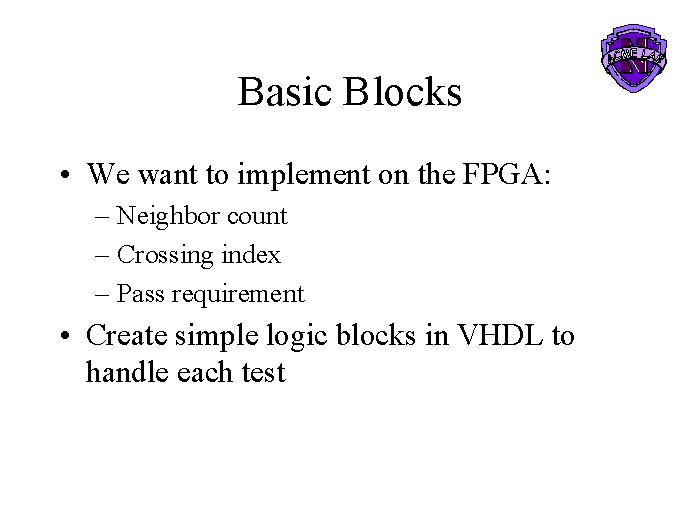 Basic Blocks
• We want to implement on the FPGA:
– Neighbor count
– Crossing index
– Pass requirement
• Create simple logic blocks in VHDL to
handle each test